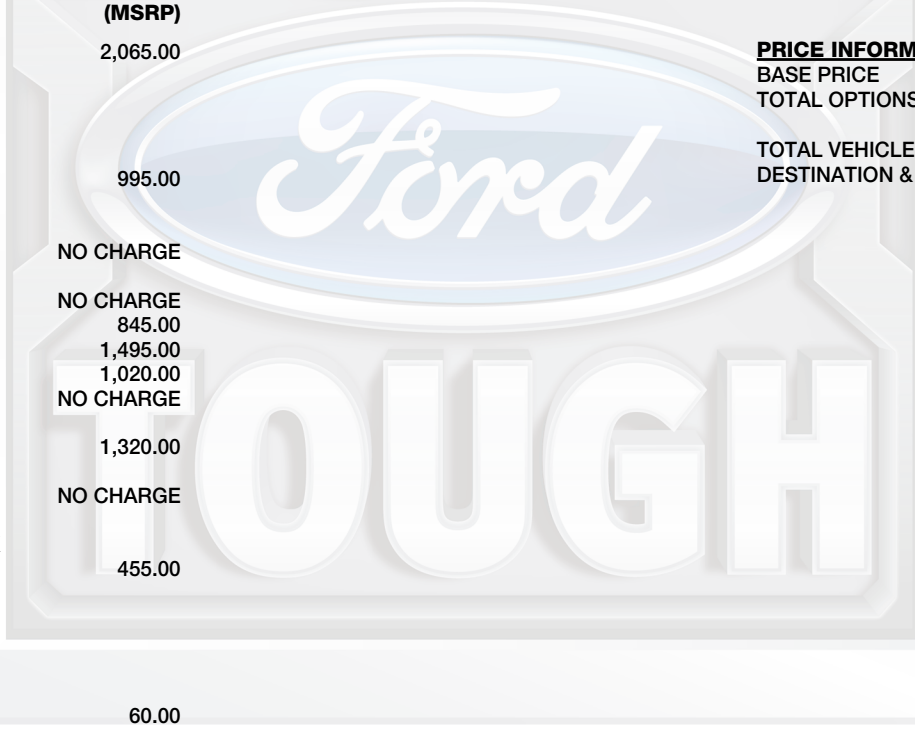 (MSRP)
2,065.00
995.00
NO CHARGE
NO CHARGE
845.00
1,495.00
1,020.00
NO CHARGE
1,320.00
NO CHARGE
455.00
60.00
PRICE INFORM
BASE PRICE
TOTAL OPTIONS
TOTAL VEHICLE
DESTINATION &
Ford
TOUGH